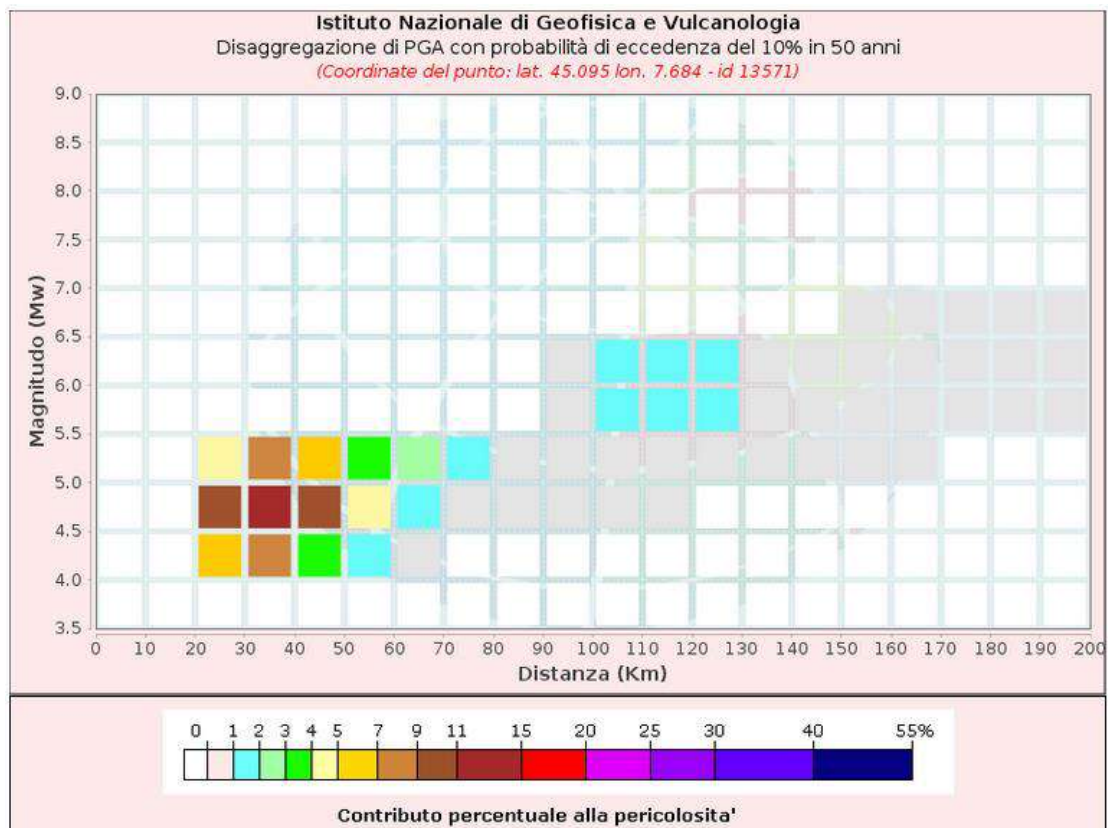 Istituto Nazionale di Geofisica e Vulcanologia
Disaggregazione di PGA con probabilità di eccedenza del 10% in 50 anni
(Coordinate del punto: lat. 45.095 lon. 7.684 - id 13571)
9.0
8.5
8.0
7.5
7.0
6.5
6.0
5.5
5.0
4.5
4.0
3.5
Magnitudo (Mw)
0 10 20 30 40 50 60 70 80 90 100 110 120 130 140 150 160 170 180 190 200
Distanza (Km)
0 1 2 3 4 5 7 9 11 15 20 25 30 40 55%
Contributo percentuale alla pericolosita'